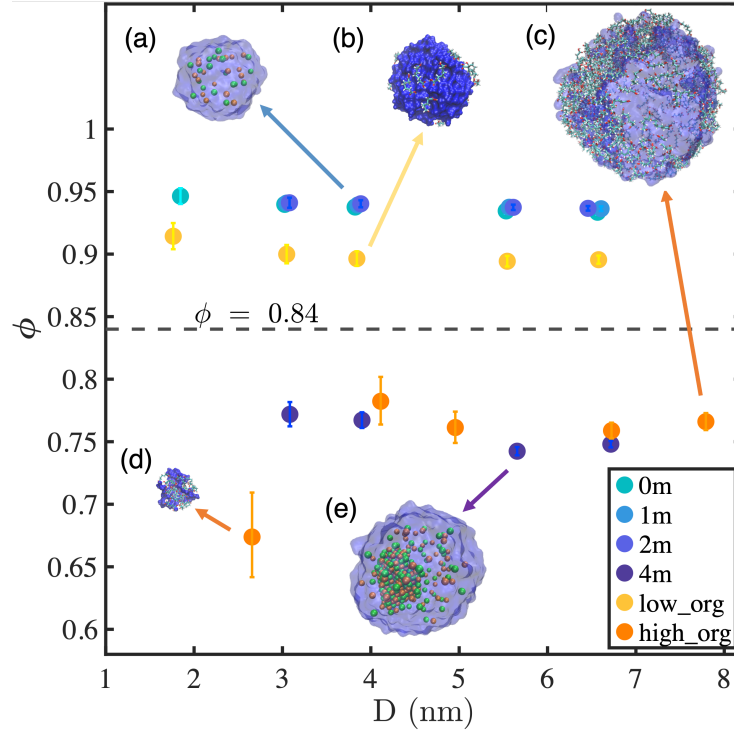 (a)
(b)
(c)
1
0.95
0.9
0.85
0.8
0.75
0.7
0.65
0.6
ϕ
ϕ = 0.84
(d)
(e)
0m
1m
2m
4m
low_org
high_org
1
2
3
4
5
6
7
8
D (nm)